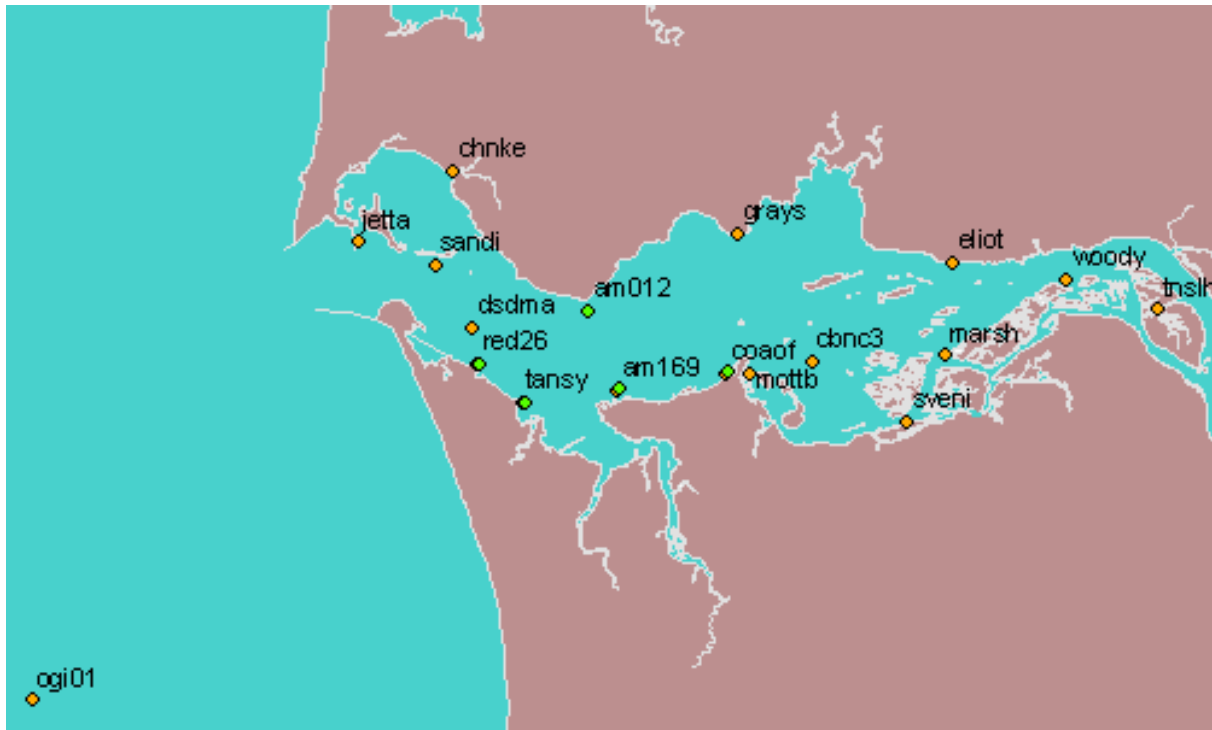 chnke
grays
jetta
sandi
eliot
woody
am012
tnslh
dsdma
red26
marsh
cbnc3
coaof
am169
mottb
tansy
sveni
ogi01